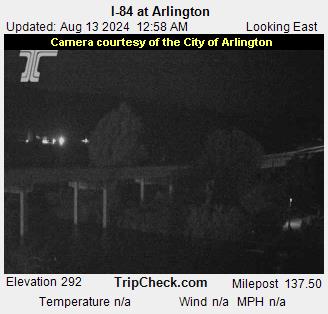 I-84 at Arlington
Updated: Aug 13 2024 12:58 AM Looking East
Camera courtesy of the City of Arlington
Elevation 292 TripCheck.com Milepost 137.50
Temperature n/a Wind n/a MPH n/a